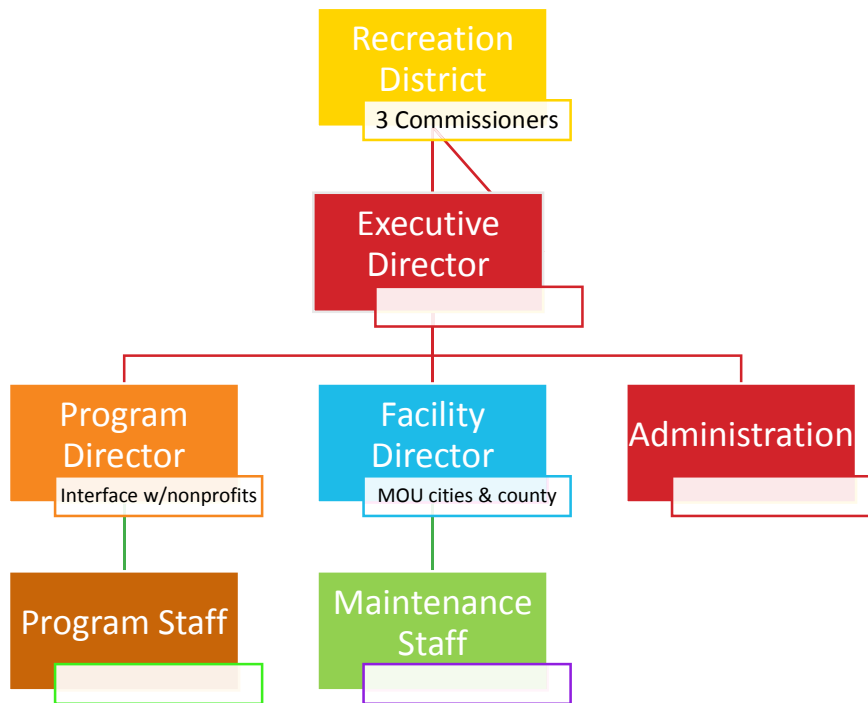 Recreation
District
3 Commissioners
Executive
Director
Program
Director
Interface w/nonprofits
Facility
Director
MOU cities & county
Administration
Program Staff
Maintenance
Staff